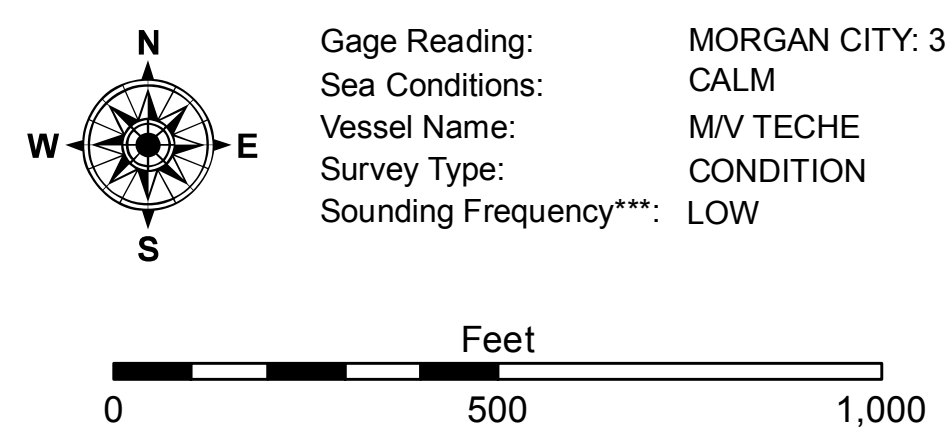 N
W E
S
Gage Reading: MORGAN CITY: 3
Sea Conditions: CALM
Vessel Name: M/V TECHE
Survey Type: CONDITION
Sounding Frequency***: LOW
Feet
0 500 1,000